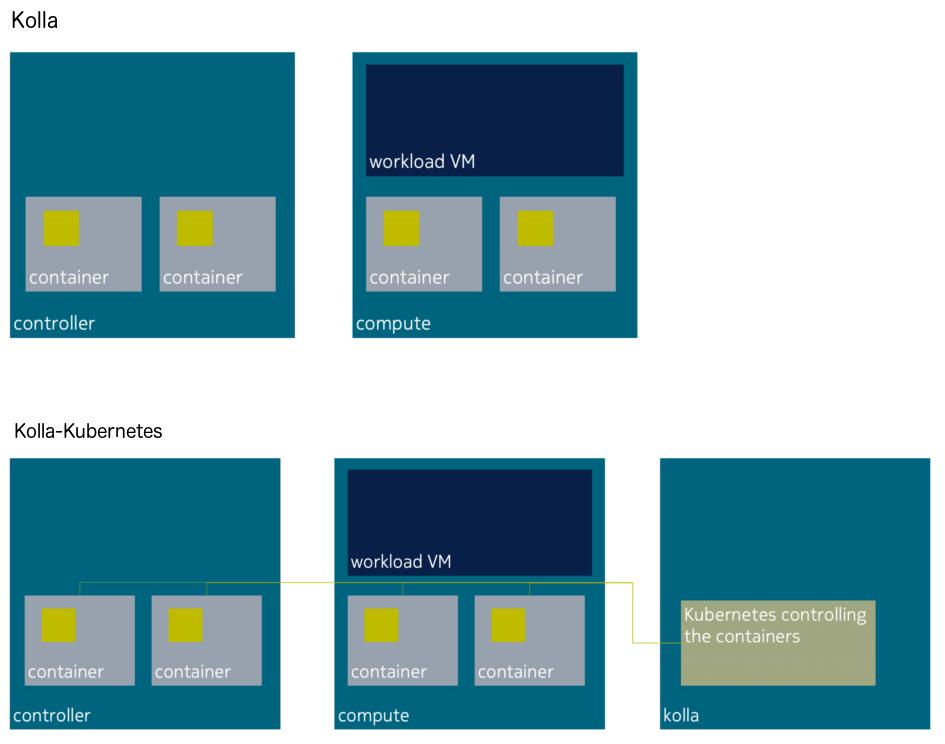 Kolla
workload VM
container
container
container
container
controller
compute
Kolla-Kubernetes
workload VM
Kubernetes controlling
the containers
container
container
container
container
controller
compute
kolla